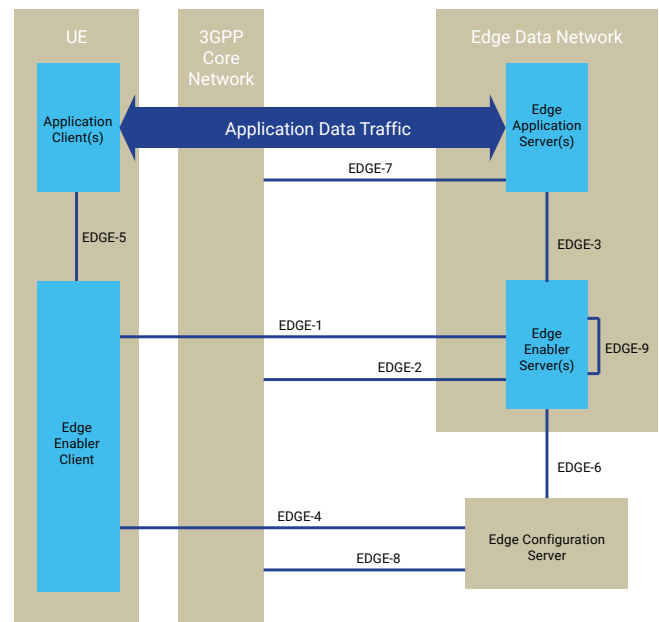 UE
3GPP
Core
Network
Edge Data Network
Application
Client(s)
Application Data Traffic
Edge
Application
Server(s)
EDGE-7
EDGE-5
EDGE-3
EDGE-1
Edge
Enabler
Server(s)
EDGE-9
EDGE-2
Edge
Enabler
Client
EDGE-6
EDGE-4
Edge Configuration
Server
EDGE-8